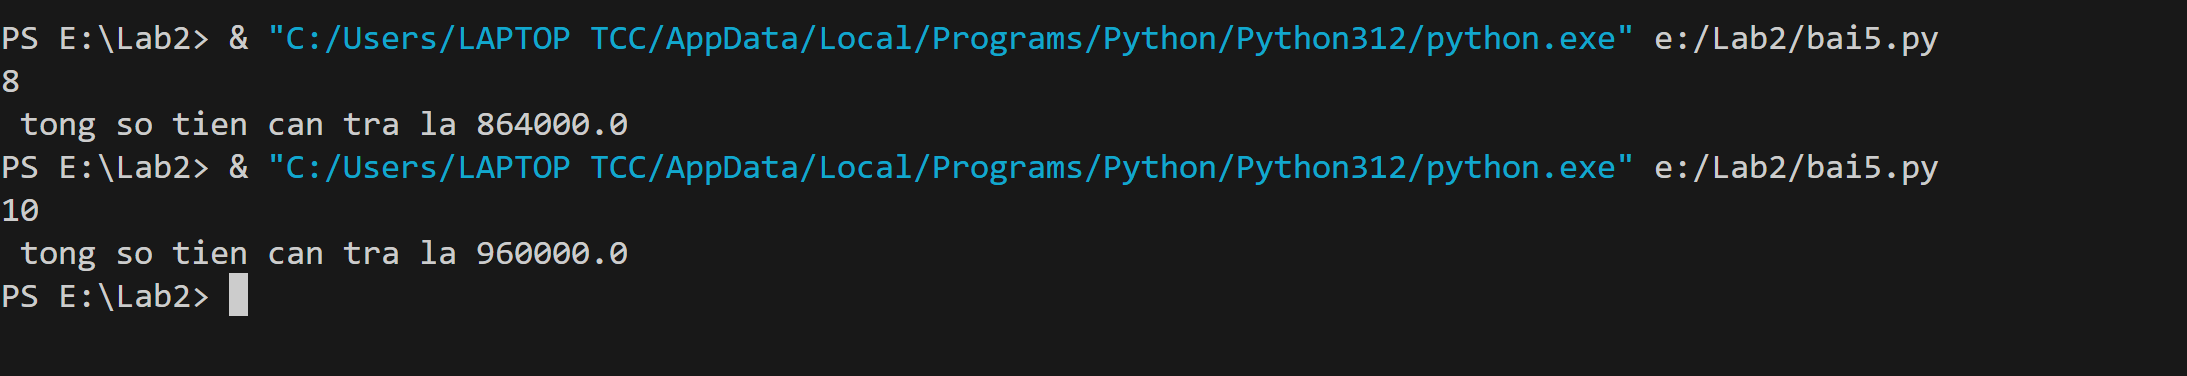 PS E:\Lab2> & "C:/Users/LAPTOP TCC/AppData/Local/Programs/Python/Python312/python.exe" e:/Lab2/bai5.py
8
 tong so tien can tra la 864000.0
PS E:\Lab2> & "C:/Users/LAPTOP TCC/AppData/Local/Programs/Python/Python312/python.exe" e:/Lab2/bai5.py
10
 tong so tien can tra la 960000.0
PS E:\Lab2>